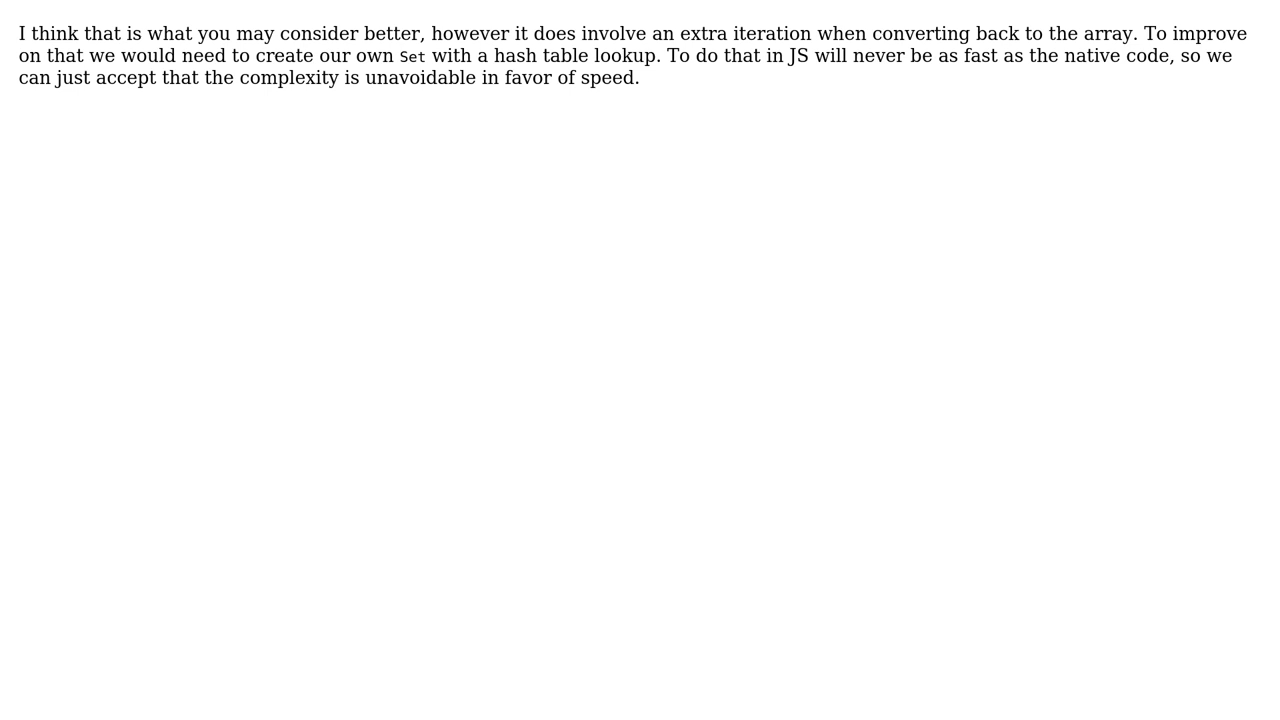 I think that is what you may consider better, however it does involve an extra iteration when converting back to the array. To improve
on that we would need to create our own Set with a hash table lookup. To do that in JS will never be as fast as the native code, so we
can just accept that the complexity is unavoidable in favor of speed.